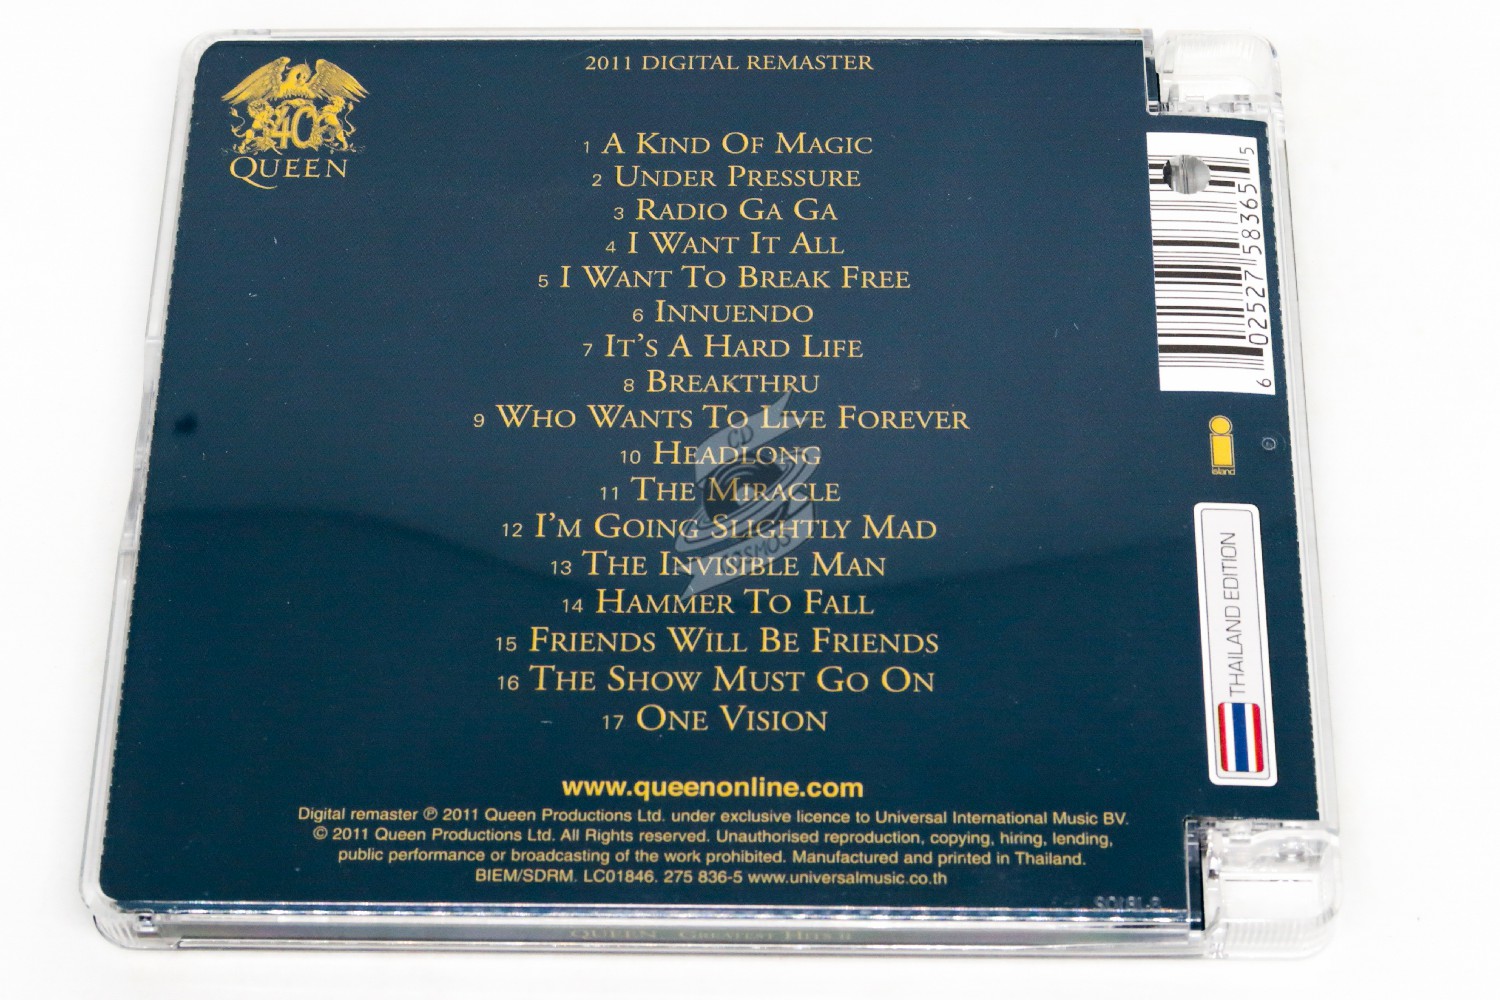 40
QUEEN
2011 DIGITAL REMASTER
1 A KIND OF MAGIC
2 UNDER PRESSURE
3 RADIO GA GA
4 I WANT IT ALL
5 I WANT TO BREAK FREE
6 INNUENDO
7 IT'S A HARD LIFE
8 BREAKTHRU
9 WHO WANTS TO LIVE FOREVER
10 HEADLONG
11 THE MIRACLE
12 I'M GOING SLIGHTLY MAD
13 THE INVISIBLE MAN
14 HAMMER TO FALL
15 FRIENDS WILL BE FRIENDS
16 THE SHOW MUST GO ON
17 ONE VISION
www.queenonline.com
Digital remaster ℗ 2011 Queen Productions Ltd. under exclusive licence to Universal International Music BV.
© 2011 Queen Productions Ltd. All Rights reserved. Unauthorised reproduction, copying, hiring, lending,
public performance or broadcasting of the work prohibited. Manufactured and printed in Thailand.
BIEM/SDRM. LC01846. 275 836-5 www.universalmusic.co.th
6 02527 58365 5
island
THAILAND EDITION
CD
COSMOS
QUEEN GREATEST HITS II